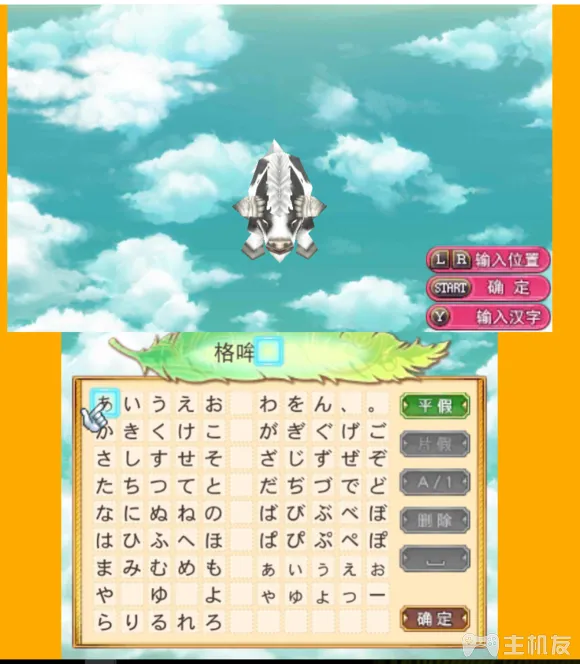 L R 输入位置
START 确定
Y 输入汉字
格哞
あいうえお わをん、。 平假
かきくけこ がぎぐげご 片假
さしすせそ ざじずぜぞ
たちつてと だぢづでど A/1
なにぬねの ばびぶべぼ 删除
はひふへほ ぱぴぷぺぽ
まみむめも ぁぃぅぇぉ
や ゆ よ ゃゅょっー 确定
らりるれろ
主机友